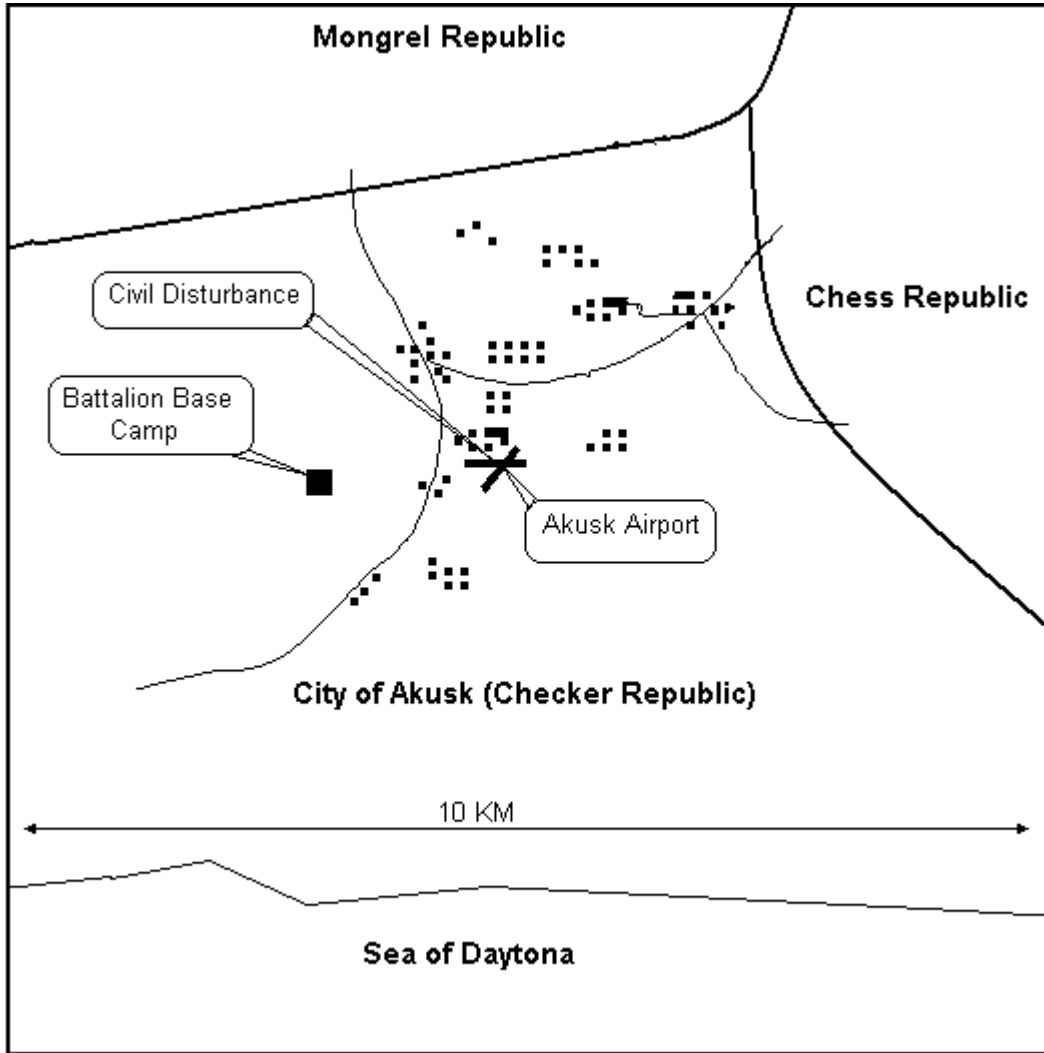 Mongrel Republic
Civil Disturbance
Chess Republic
Battalion Base
Camp
Akusk Airport
City of Akusk (Checker Republic)
10 KM
Sea of Daytona